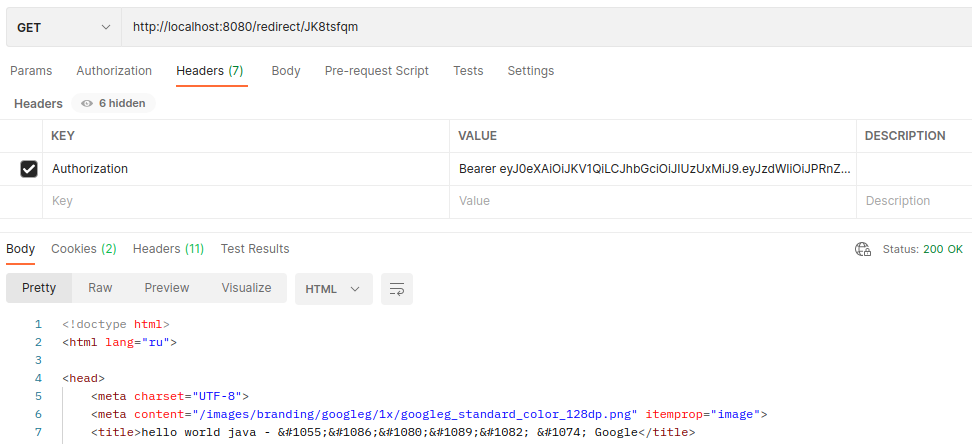 GET http://localhost:8080/redirect/JK8tsfqm
Params Authorization Headers (7) Body Pre-request Script Tests Settings
Headers 6 hidden
KEY VALUE DESCRIPTION
Authorization Bearer eyJ0eXAiOiJKV1QiLCJhbGciOiJIUzUxMiJ9.eyJzdWIiOiJPRnZ...
Key Value Description
Body Cookies (2) Headers (11) Test Results Status: 200 OK
Pretty Raw Preview Visualize HTML
1 <!doctype html>
2 <html lang="ru">
3
4 <head>
5 <meta charset="UTF-8">
6 <meta content="/images/branding/googleg/1x/googleg_standard_color_128dp.png" itemprop="image">
7 <title>hello world java - &#1055;&#1086;&#1080;&#1089;&#1082; &#1074; Google</title>